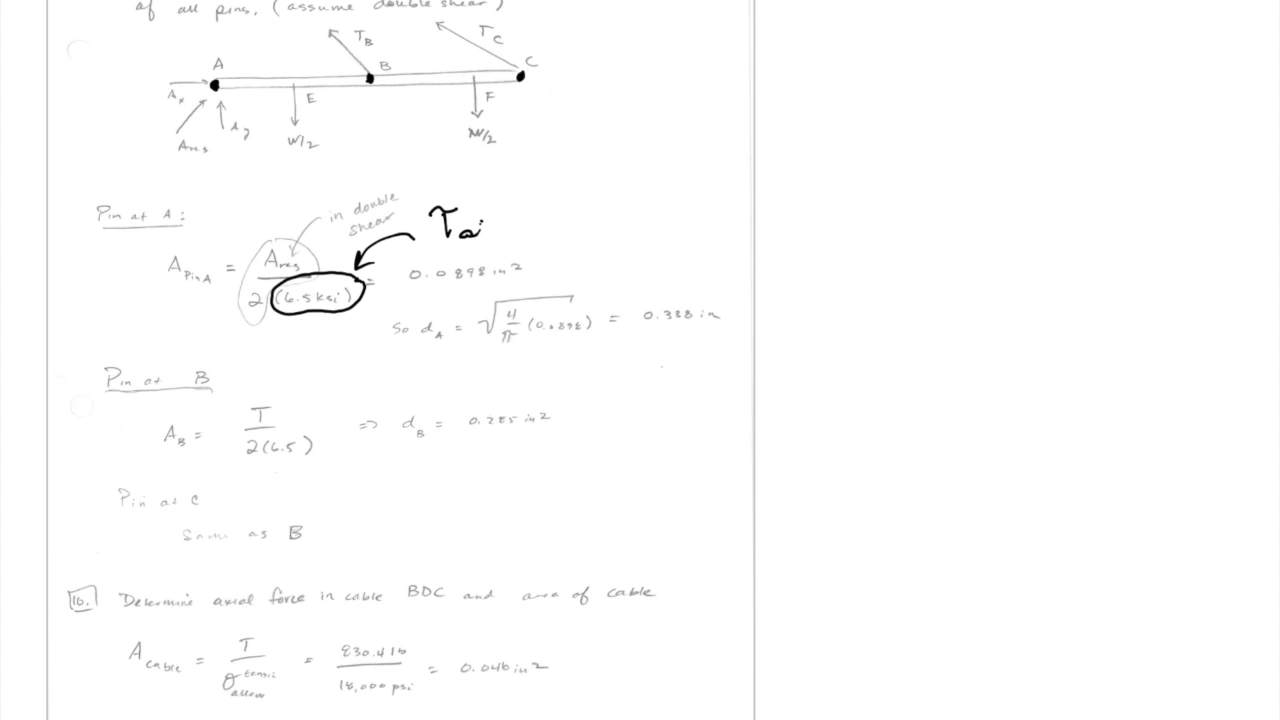 of all pins. (assume double shear)
T_B
T_C
A
B
C
A_x
E
F
A_y
A_res
W/2
W/2
Pin at A:
in double shear
τ_al
A_Pin A = A_res / 2 (6.5 ksi) = 0.0898 in²
So d_A = √(4/π (0.0898)) = 0.338 in
Pin at B
A_B = T / 2(6.5) => d_B = 0.285 in²
Pin at C
Same as B
10. Determine axial force in cable BDC and area of cable
A_cable = T / σ_allow^tensil = 830.4 lb / 18,000 psi = 0.046 in²